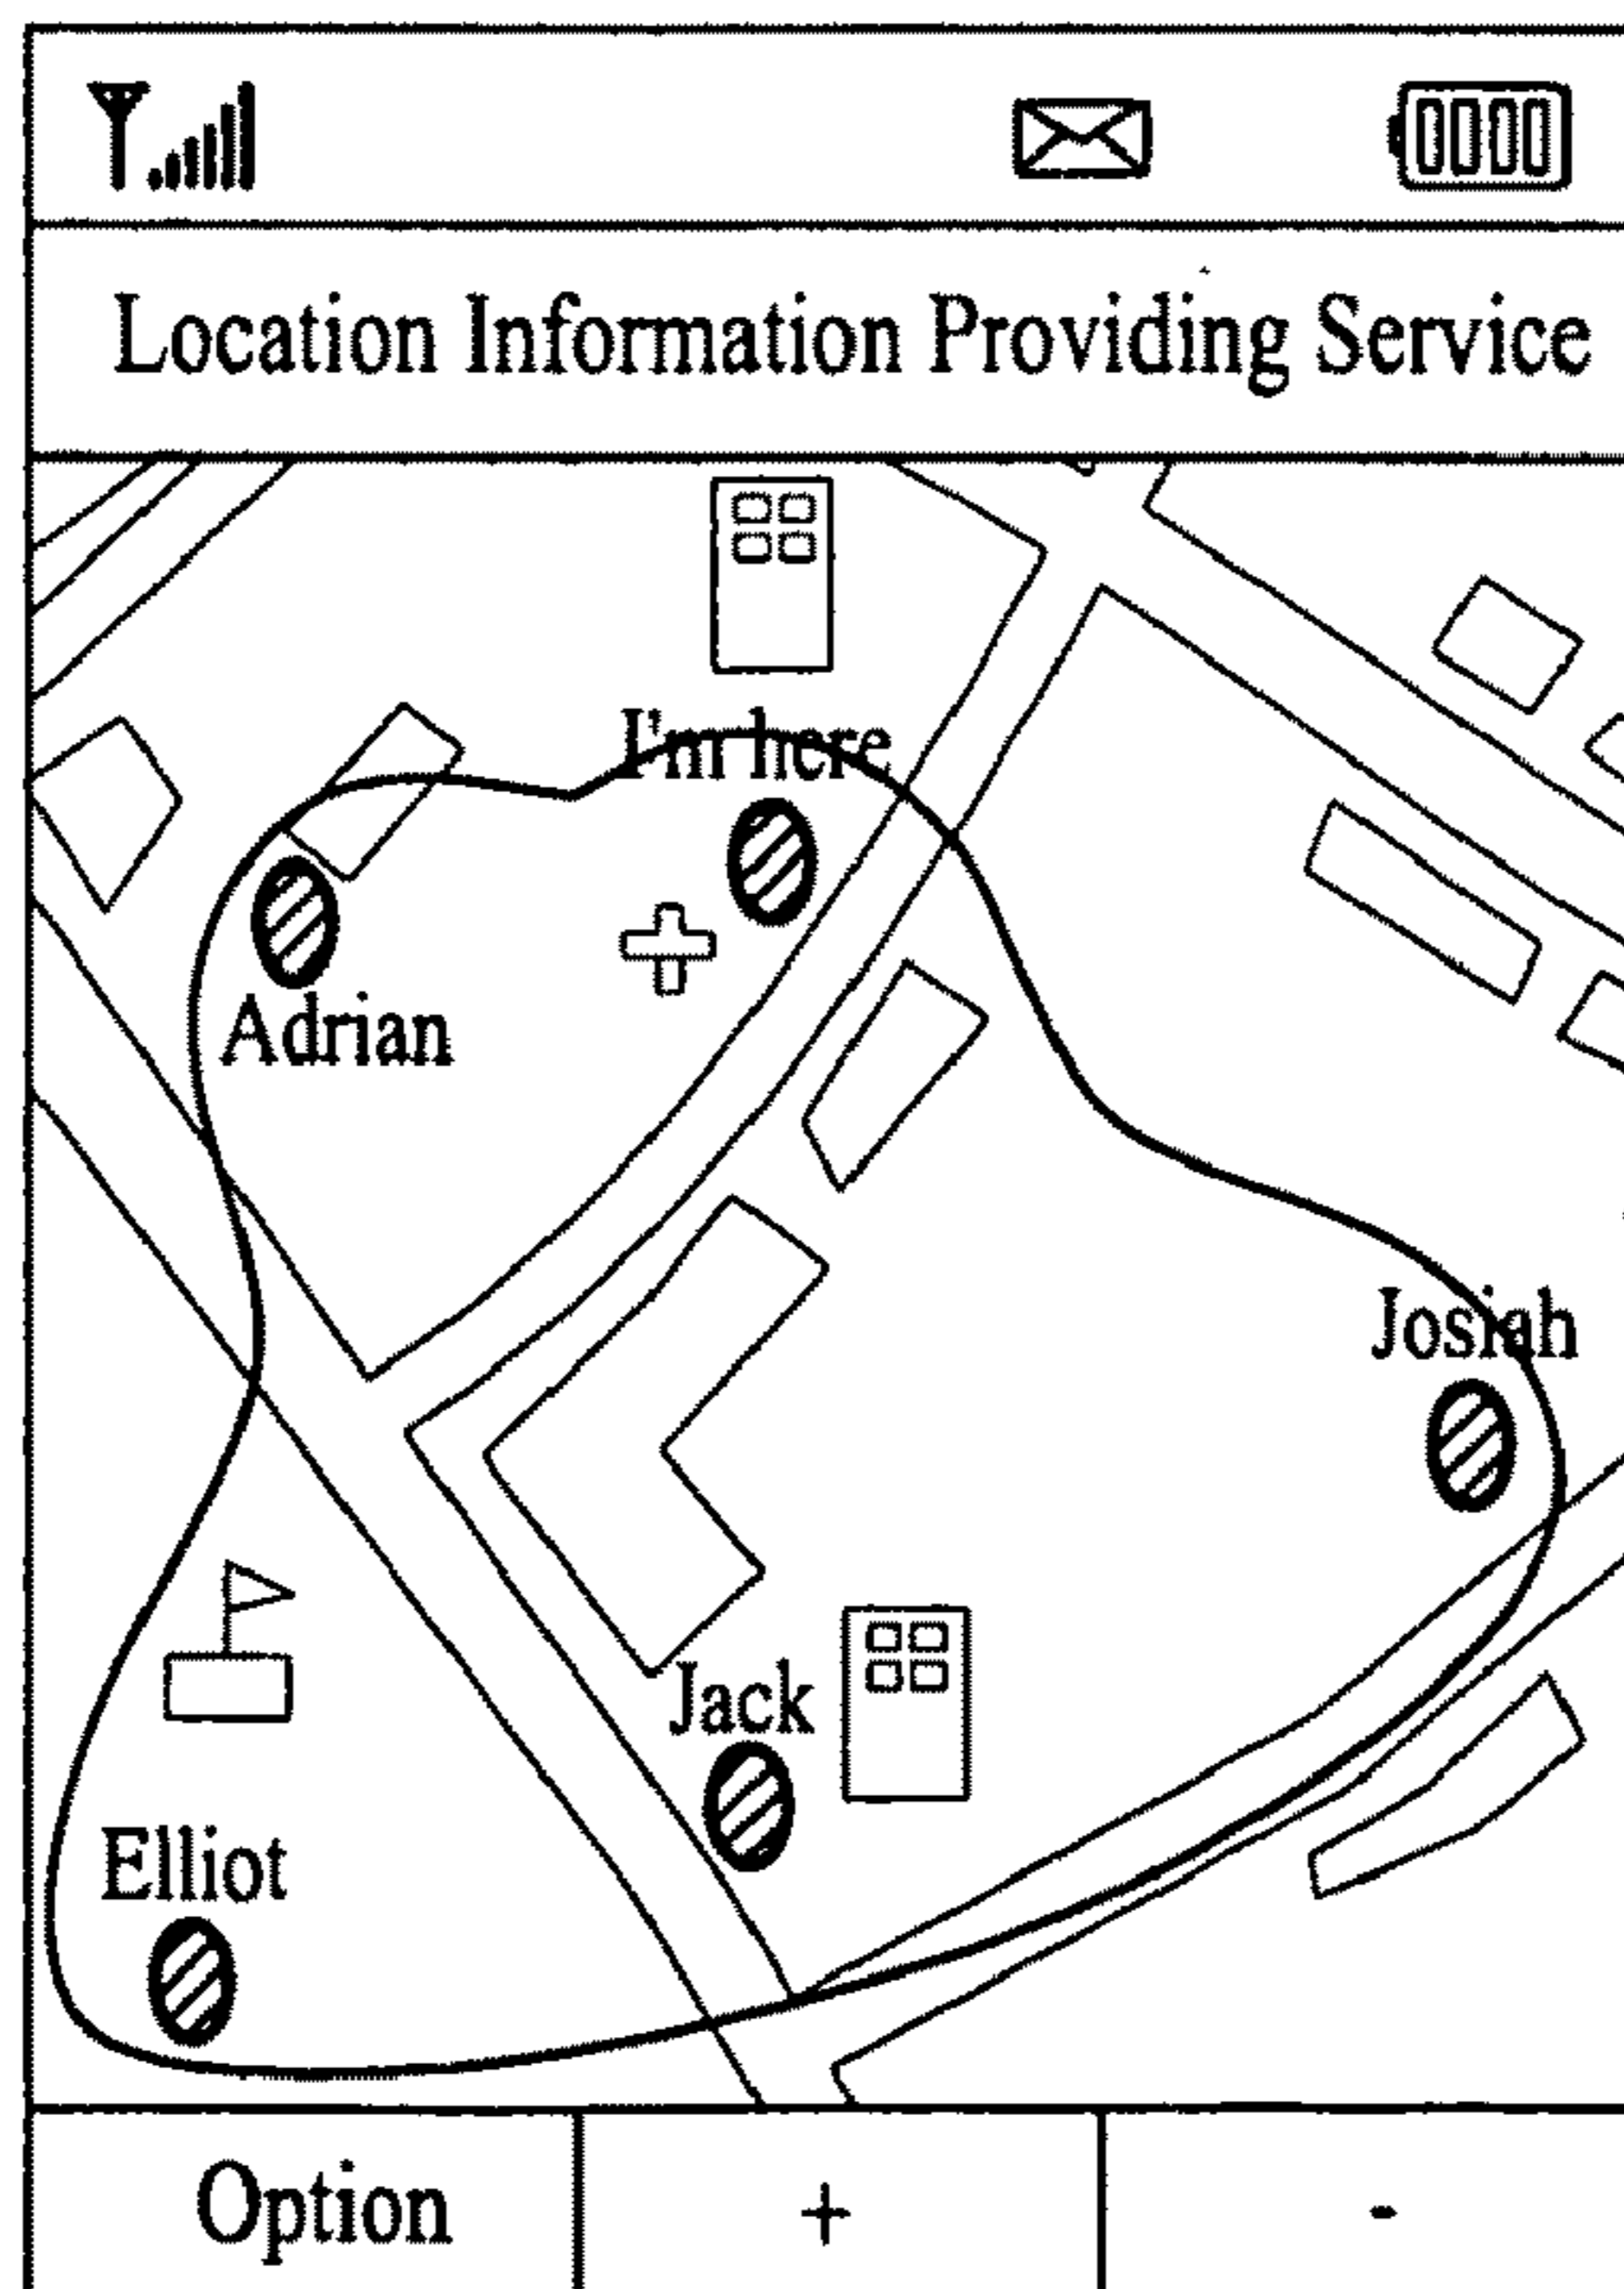 Location Information Providing Service
I'm here
Adrian
Josiah
Jack
Elliot
Option + -